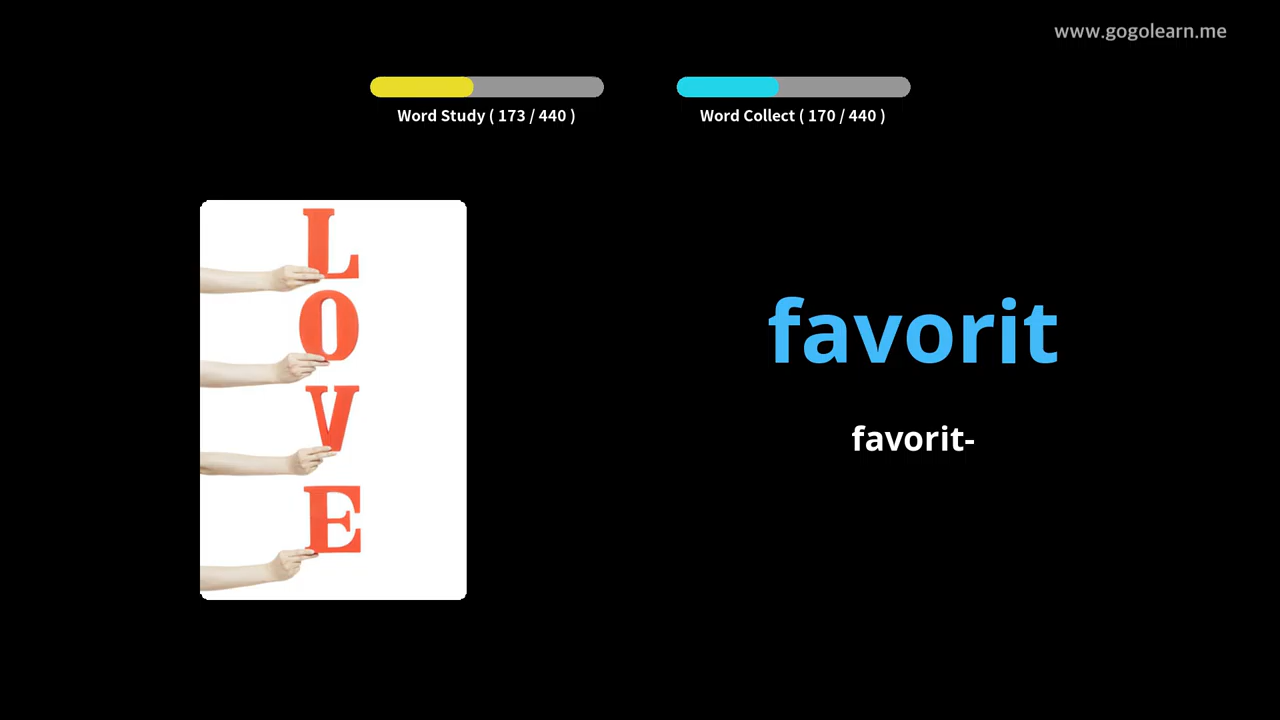 www.gogolearn.me
Word Study ( 173 / 440 )
Word Collect ( 170 / 440 )
L
O
V
E
favorit
favorit-